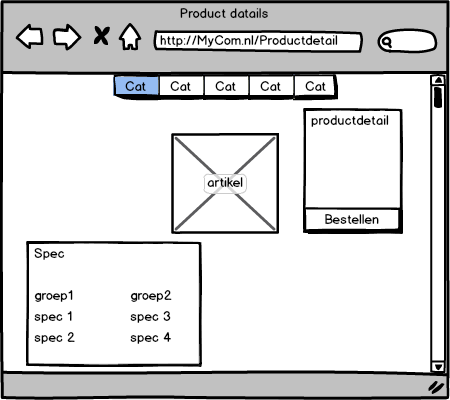 Product datails
http://MyCom.nl/Productdetail
Cat Cat Cat Cat Cat
productdetail
artikel
Bestellen
Spec
groep1 groep2
spec 1 spec 3
spec 2 spec 4